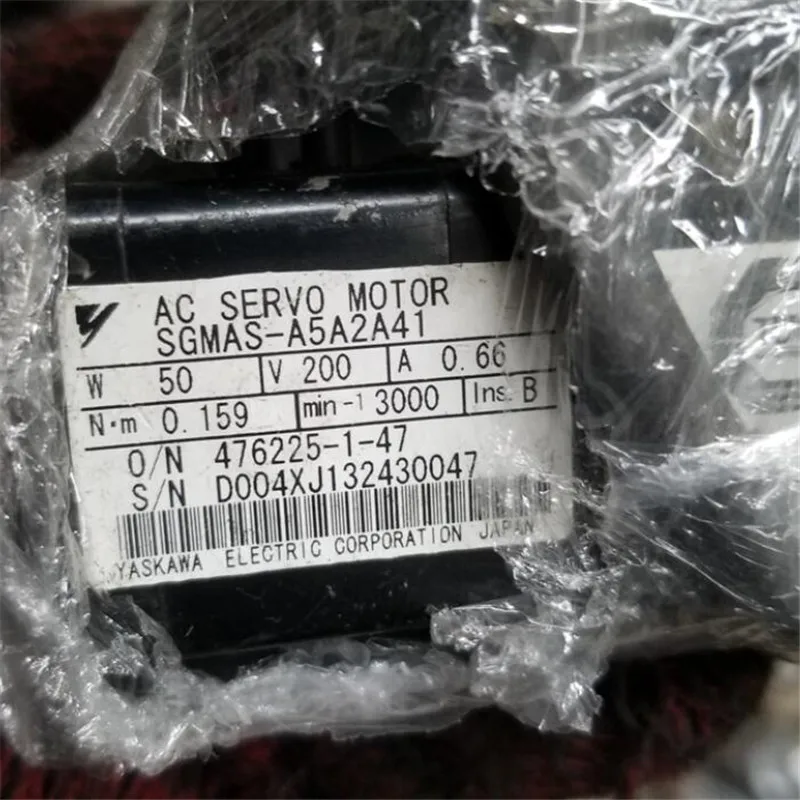 AC SERVO MOTOR
SGMAS-A5A2A41
W 50 V 200 A 0.66
N·m 0.159 min-1 3000 Ins. B
O/N 476225-1-47
S/N D004XJ132430047
YASKAWA ELECTRIC CORPORATION JAPAN